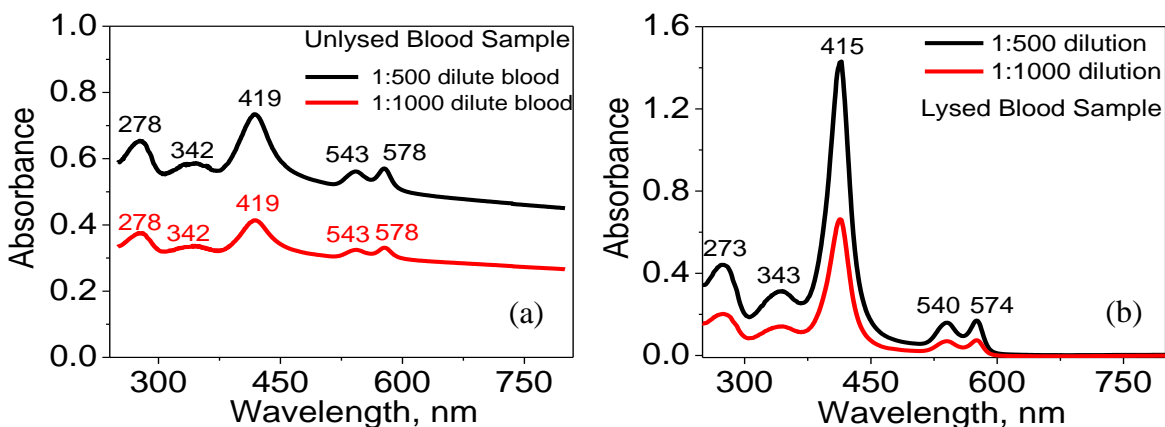 Unlysed Blood Sample
1:500 dilute blood
1:1000 dilute blood
278
342
419
543
578
278
342
419
543
578
(a)
Absorbance
1.0
0.8
0.6
0.4
0.2
0.0
300
450
600
750
Wavelength, nm
415
1:500 dilution
1:1000 dilution
Lysed Blood Sample
273
343
540
574
(b)
Absorbance
1.6
1.2
0.8
0.4
0.0
300
450
600
750
Wavelength, nm